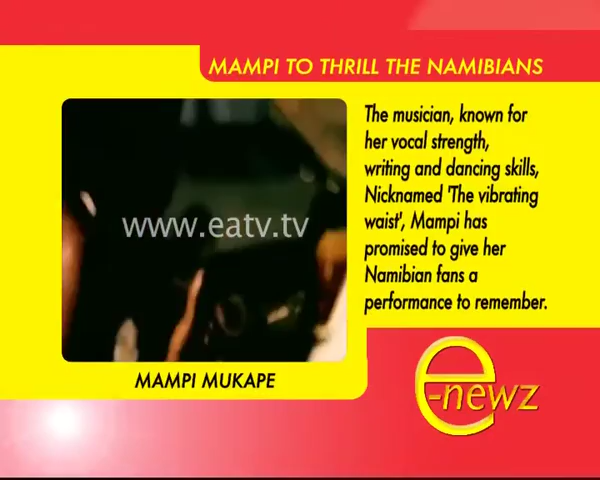 MAMPI TO THRILL THE NAMIBIANS
The musician, known for
her vocal strength,
writing and dancing skills,
Nicknamed 'The vibrating
waist', Mampi has
promised to give her
Namibian fans a
performance to remember.
www.eatv.tv
MAMPI MUKAPE
e-newz